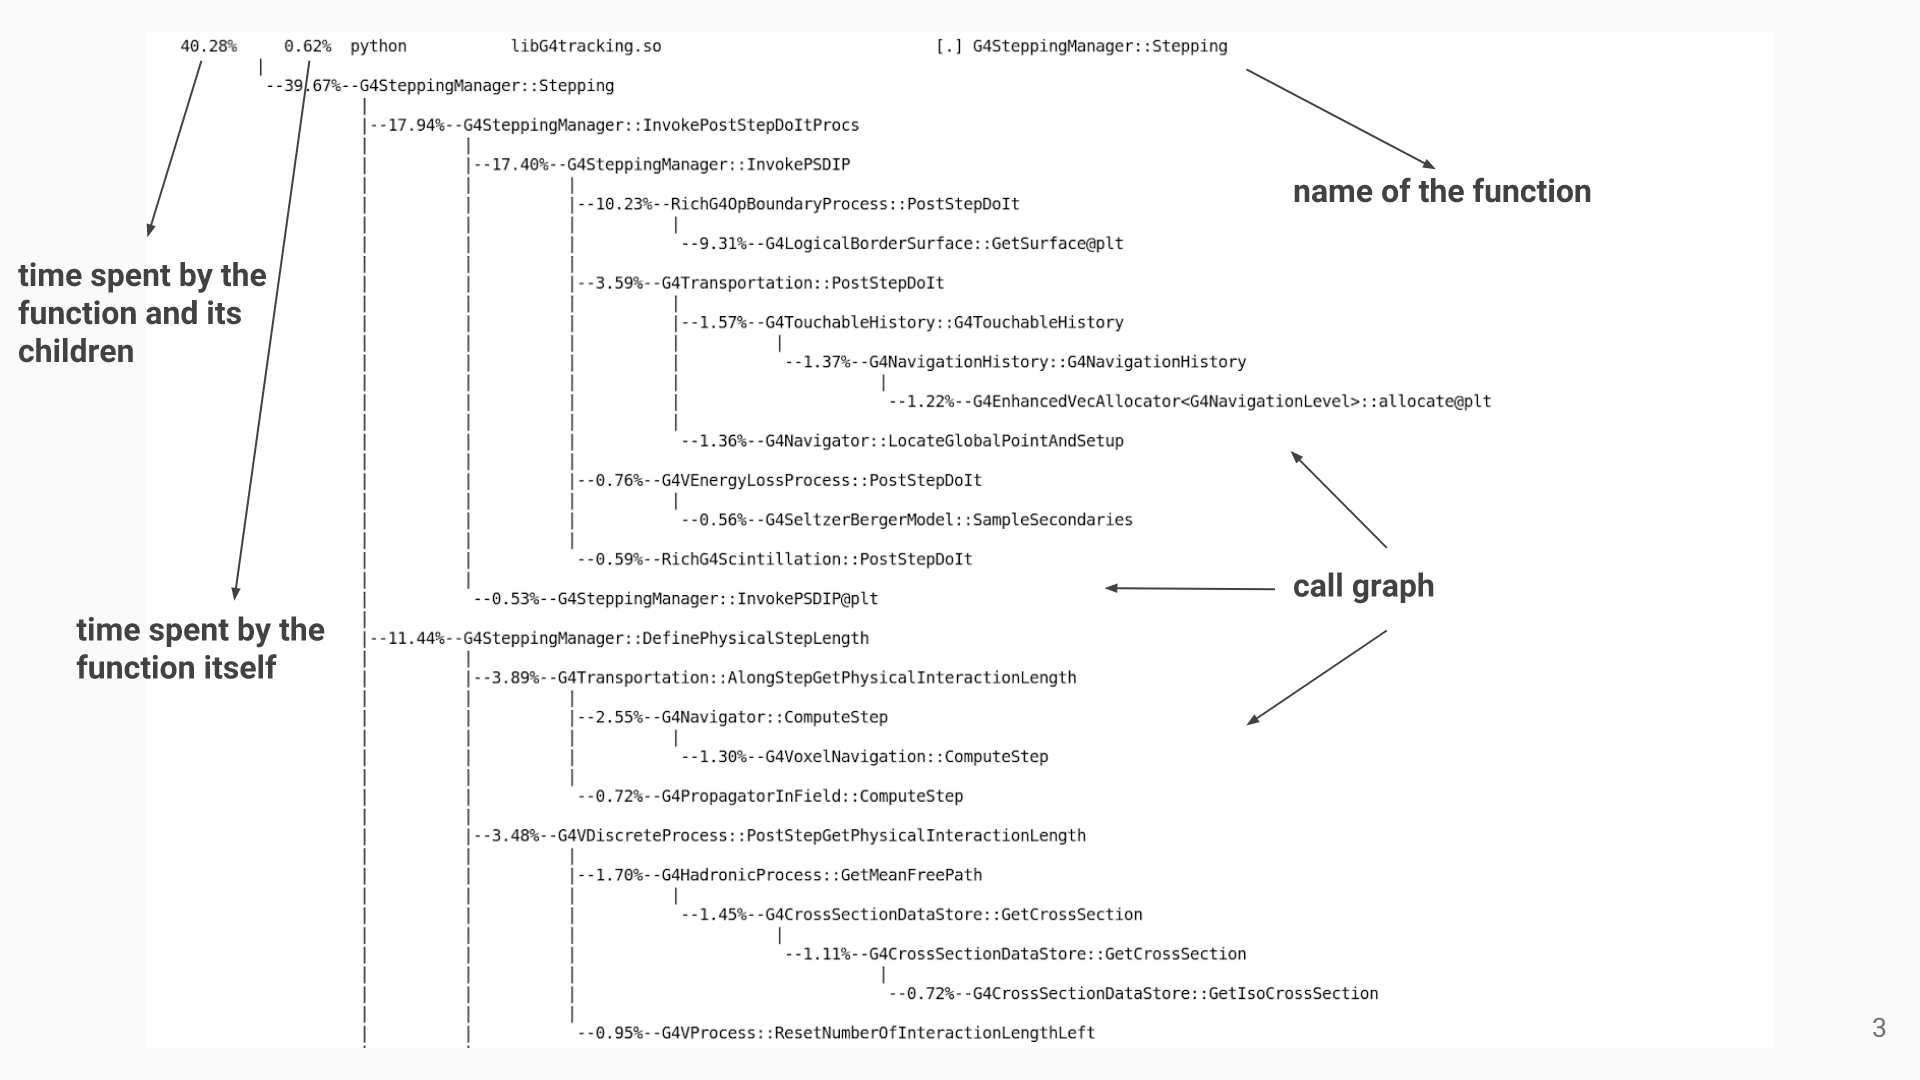 40.28% 0.62% python libG4tracking.so [.] G4SteppingManager::Stepping
|
--39.67%--G4SteppingManager::Stepping
|
|--17.94%--G4SteppingManager::InvokePostStepDoItProcs
| |
| |--17.40%--G4SteppingManager::InvokePSDIP
| | |
| | |--10.23%--RichG4OpBoundaryProcess::PostStepDoIt
| | | |
| | | --9.31%--G4LogicalBorderSurface::GetSurface@plt
| | |
| | |--3.59%--G4Transportation::PostStepDoIt
| | | |
| | | |--1.57%--G4TouchableHistory::G4TouchableHistory
| | | | |
| | | | --1.37%--G4NavigationHistory::G4NavigationHistory
| | | | |
| | | | --1.22%--G4EnhancedVecAllocator<G4NavigationLevel>::allocate@plt
| | | |
| | | --1.36%--G4Navigator::LocateGlobalPointAndSetup
| | |
| | |--0.76%--G4VEnergyLossProcess::PostStepDoIt
| | | |
| | | --0.56%--G4SeltzerBergerModel::SampleSecondaries
| | |
| | --0.59%--RichG4Scintillation::PostStepDoIt
| |
| --0.53%--G4SteppingManager::InvokePSDIP@plt
|
|--11.44%--G4SteppingManager::DefinePhysicalStepLength
| |
| |--3.89%--G4Transportation::AlongStepGetPhysicalInteractionLength
| | |
| | |--2.55%--G4Navigator::ComputeStep
| | | |
| | | --1.30%--G4VoxelNavigation::ComputeStep
| | |
| | --0.72%--G4PropagatorInField::ComputeStep
| |
| |--3.48%--G4VDiscreteProcess::PostStepGetPhysicalInteractionLength
| | |
| | |--1.70%--G4HadronicProcess::GetMeanFreePath
| | | |
| | | --1.45%--G4CrossSectionDataStore::GetCrossSection
| | | |
| | | --1.11%--G4CrossSectionDataStore::GetCrossSection
| | | |
| | | --0.72%--G4CrossSectionDataStore::GetIsoCrossSection
| | |
| | --0.95%--G4VProcess::ResetNumberOfInteractionLengthLeft
name of the function
time spent by the
function and its
children
call graph
time spent by the
function itself
3